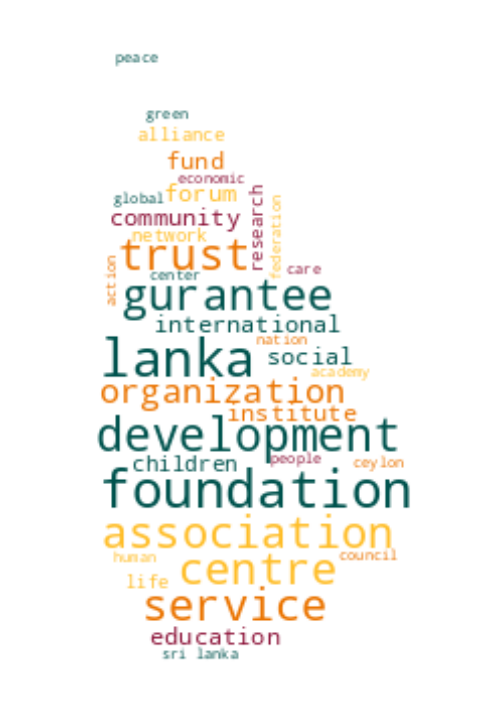 peace
green
alliance
fund
economic
global forum
community
research
federation
network
trust
center
care
action
gurantee
international
nation
lanka social
academy
organization
institute
development
children people ceylon
foundation
association
human council
centre
life
service
education
sri lanka